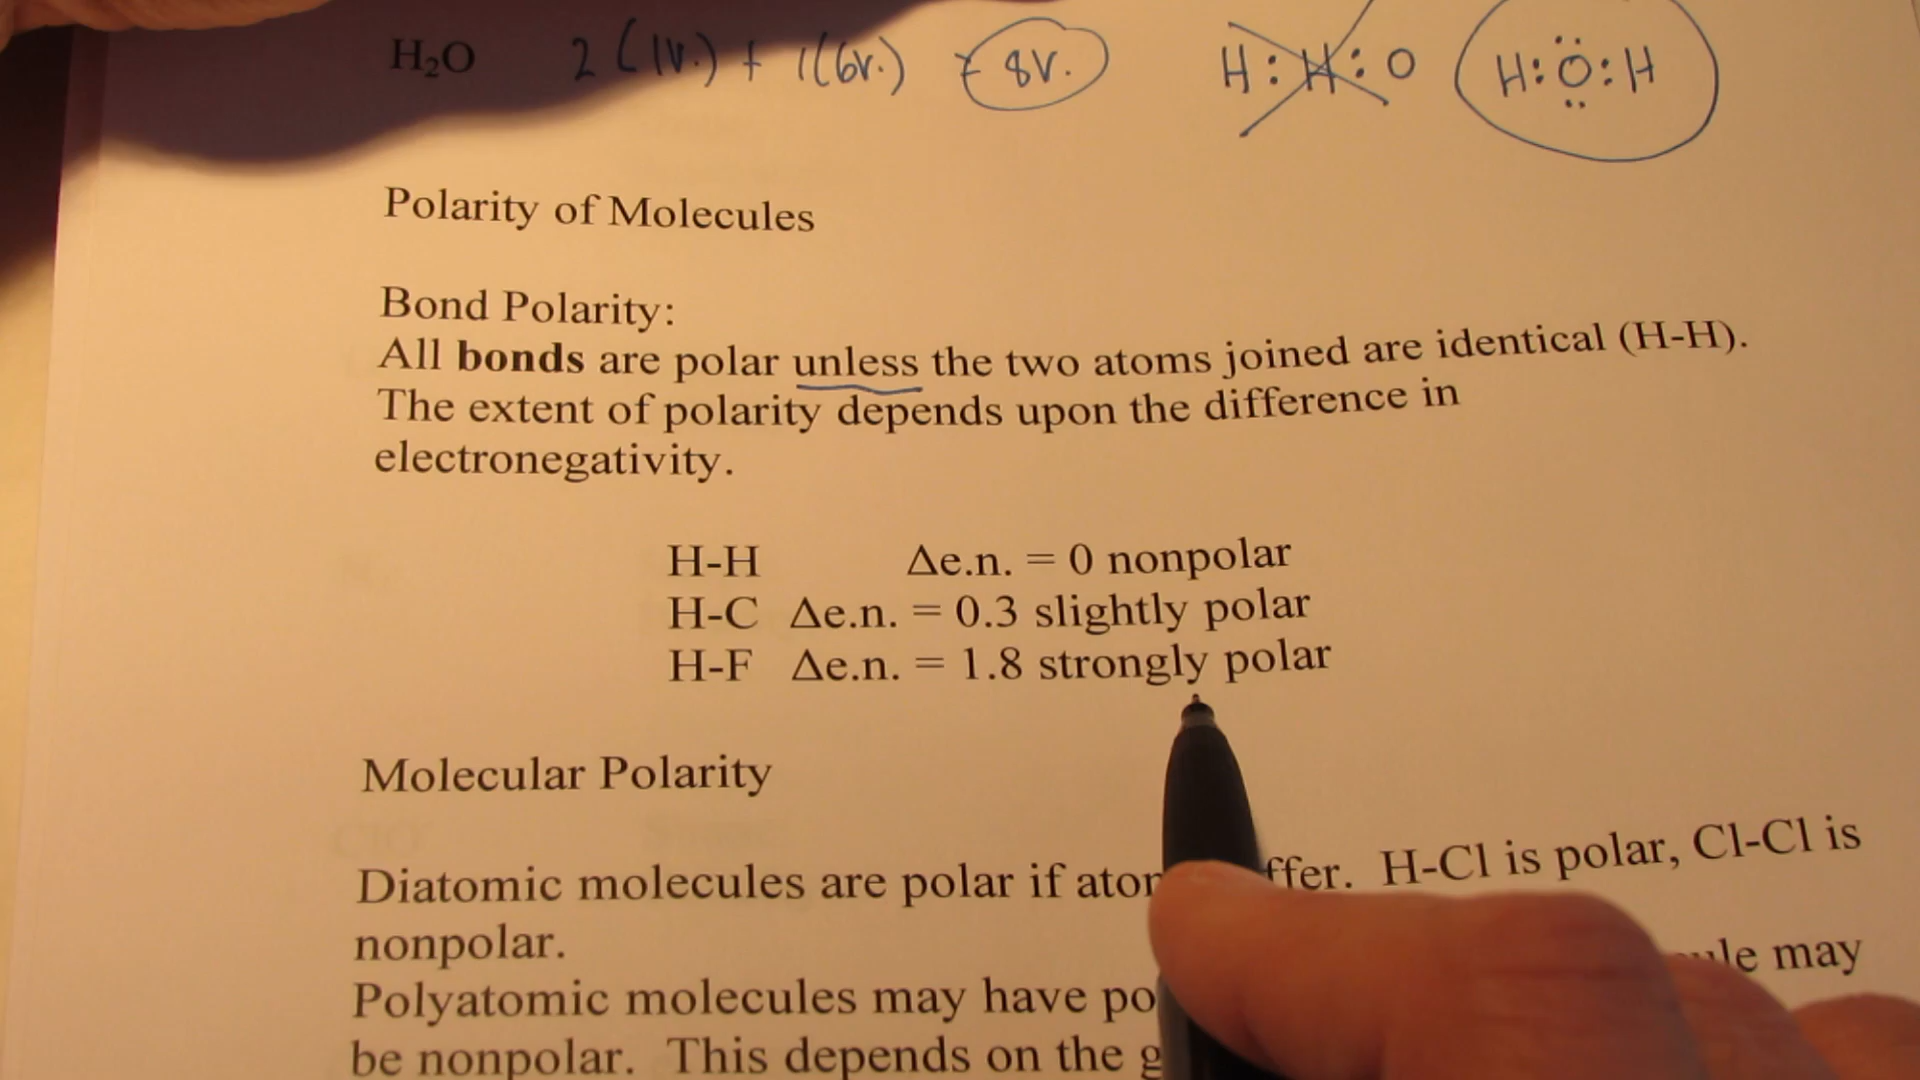 H₂O 2 (1v.) + 1(6v.) = 8v. H : H : O H:Ö:H
Polarity of Molecules
Bond Polarity:
All bonds are polar unless the two atoms joined are identical (H-H).
The extent of polarity depends upon the difference in
electronegativity.
H-H Δe.n. = 0 nonpolar
H-C Δe.n. = 0.3 slightly polar
H-F Δe.n. = 1.8 strongly polar
Molecular Polarity
Diatomic molecules are polar if H-Cl is polar, Cl-Cl is
nonpolar.
Polyatomic molecules may have may
be nonpolar. This depends on the